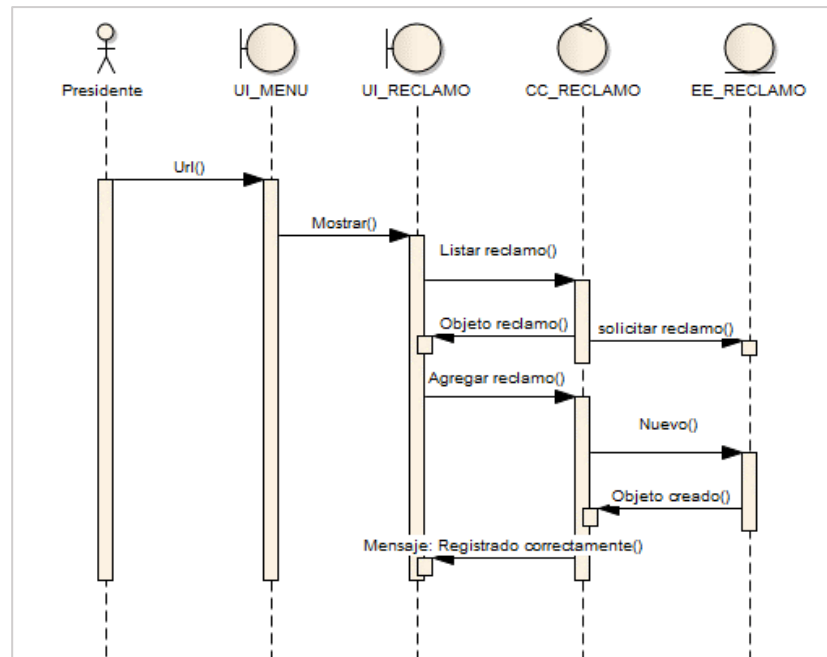 Presidente
UI_MENU
UI_RECLAMO
CC_RECLAMO
EE_RECLAMO
Url()
Mostrar()
Listar reclamo()
Objeto reclamo()
solicitar reclamo()
Agregar reclamo()
Nuevo()
Objeto creado()
Mensaje: Registrado correctamente()